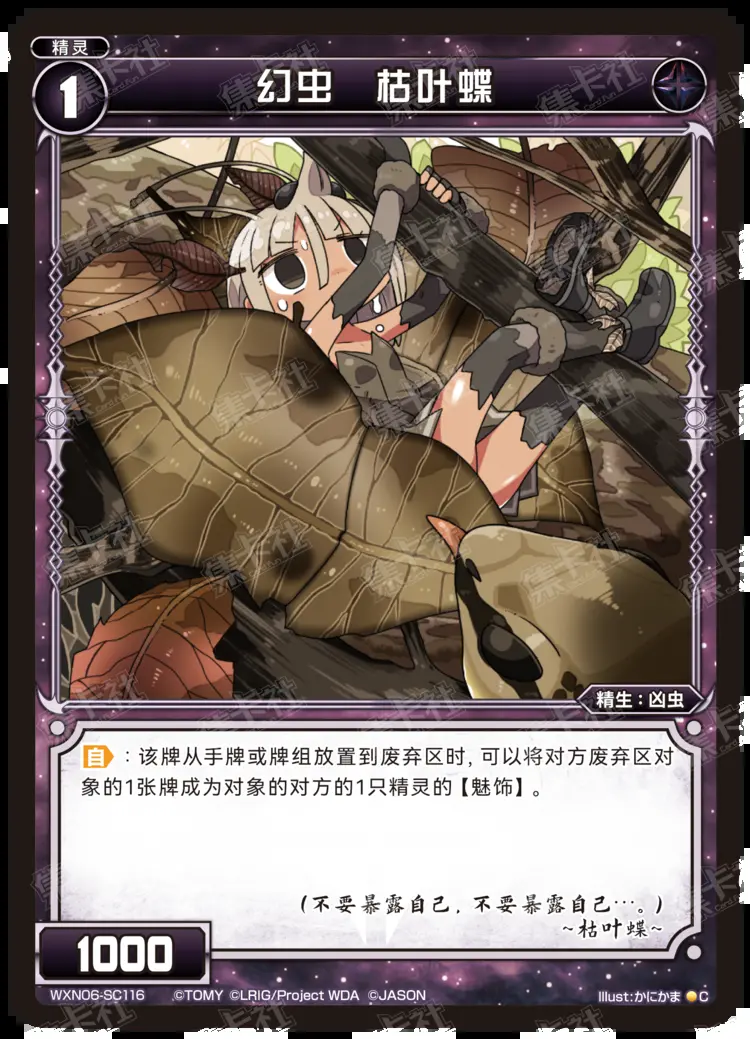 精灵
1
幻虫 枯叶蝶
精生：凶虫
自：该牌从手牌或牌组放置到废弃区时, 可以将对方废弃区对
象的1张牌成为对象的对方的1只精灵的【魅饰】。
(不要暴露自己, 不要暴露自己…。)
~枯叶蝶~
1000
WXN06-SC116 ©TOMY ©LRIG/Project WDA ©JASON
Illust:かにかま C
集卡社